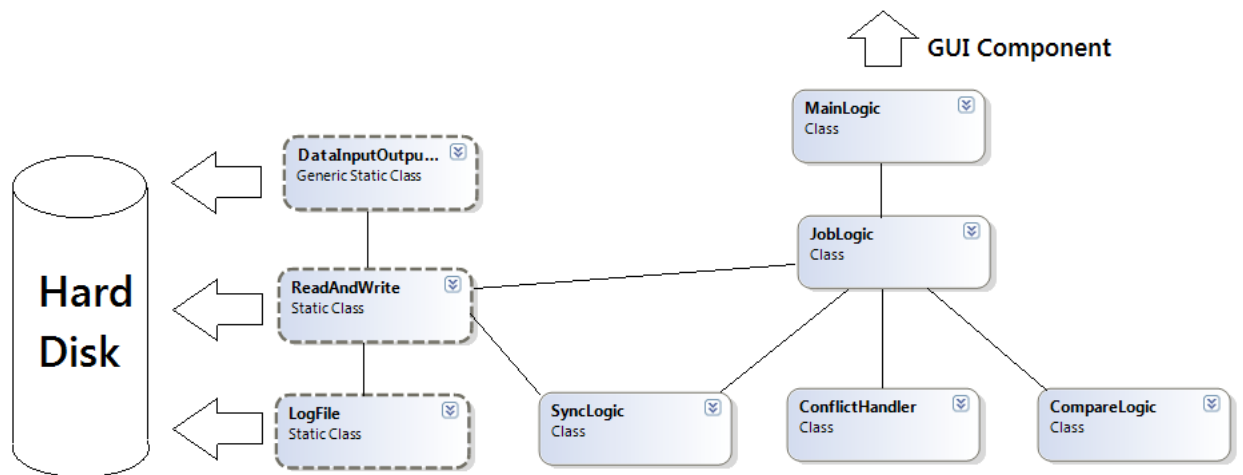 GUI Component
MainLogic
Class
DataInputOutpu...
Generic Static Class
JobLogic
Class
Hard
Disk
ReadAndWrite
Static Class
LogFile
Static Class
SyncLogic
Class
ConflictHandler
Class
CompareLogic
Class